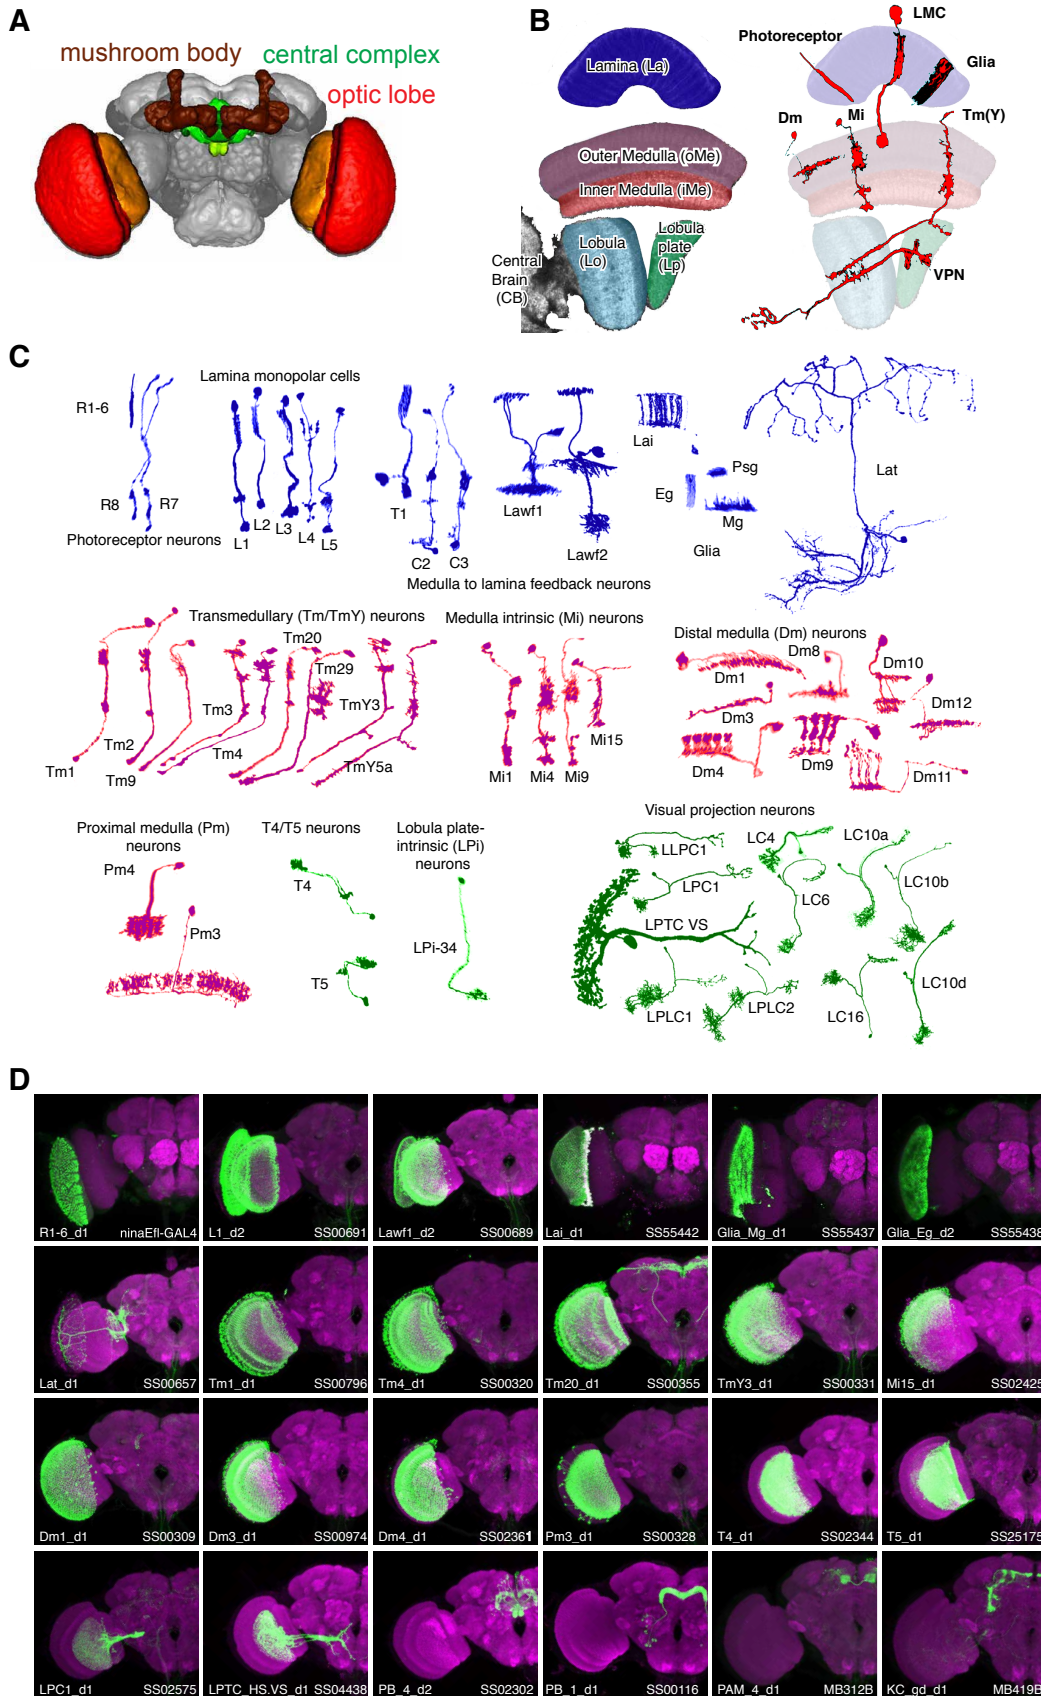 A
mushroom body
central complex
optic lobe
B
Lamina (La)
Outer Medulla (oMe)
Inner Medulla (iMe)
Lobula
(Lo)
Lobula
plate
(Lp)
Central
Brain
(CB)
LMC
Photoreceptor
Glia
Dm
Mi
Tm(Y)
VPN
C
R1-6
R8
R7
Photoreceptor neurons
Lamina monopolar cells
L1
L2
L3
L4
L5
T1
C2
C3
Lawf1
Lawf2
Medulla to lamina feedback neurons
Lai
Eg
Psg
Mg
Glia
Lat
Transmedullary (Tm/TmY) neurons
Tm1
Tm2
Tm9
Tm3
Tm4
Tm20
Tm29
TmY3
TmY5a
Medulla intrinsic (Mi) neurons
Mi1
Mi4
Mi9
Mi15
Distal medulla (Dm) neurons
Dm1
Dm8
Dm10
Dm3
Dm12
Dm4
Dm9
Dm11
Proximal medulla (Pm)
neurons
Pm4
Pm3
T4/T5 neurons
T4
T5
Lobula plate-
intrinsic (LPi)
neurons
LPi-34
Visual projection neurons
LLPC1
LC4
LC10a
LPC1
LC6
LC10b
LPTC VS
LPLC1
LPLC2
LC16
LC10d
D
R1-6_d1 ninaEfl-GAL4
L1_d2 SS00691
Lawf1_d2 SS00689
Lai_d1 SS55442
Glia_Mg_d1 SS55437
Glia_Eg_d2 SS55438
Lat_d1 SS00657
Tm1_d1 SS00796
Tm4_d1 SS00320
Tm20_d1 SS00355
TmY3_d1 SS00331
Mi15_d1 SS02425
Dm1_d1 SS00309
Dm3_d1 SS00974
Dm4_d1 SS02361
Pm3_d1 SS00328
T4_d1 SS02344
T5_d1 SS25175
LPC1_d1 SS02575
LPTC_HS.VS_d1 SS04438
PB_4_d2 SS02302
PB_1_d1 SS00116
PAM_4_d1 MB312B
KC_gd_d1 MB419B